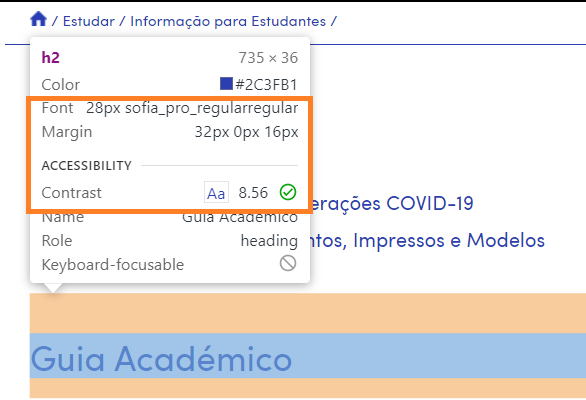 / Estudar / Informação para Estudantes /
h2 735 × 36
Color #2C3FB1
Font 28px sofia_pro_regularregular
Margin 32px 0px 16px
ACCESSIBILITY
Contrast Aa 8.56
Name Guia Académico
Role heading
Keyboard-focusable
erações COVID-19
ntos, Impressos e Modelos
Guia Académico